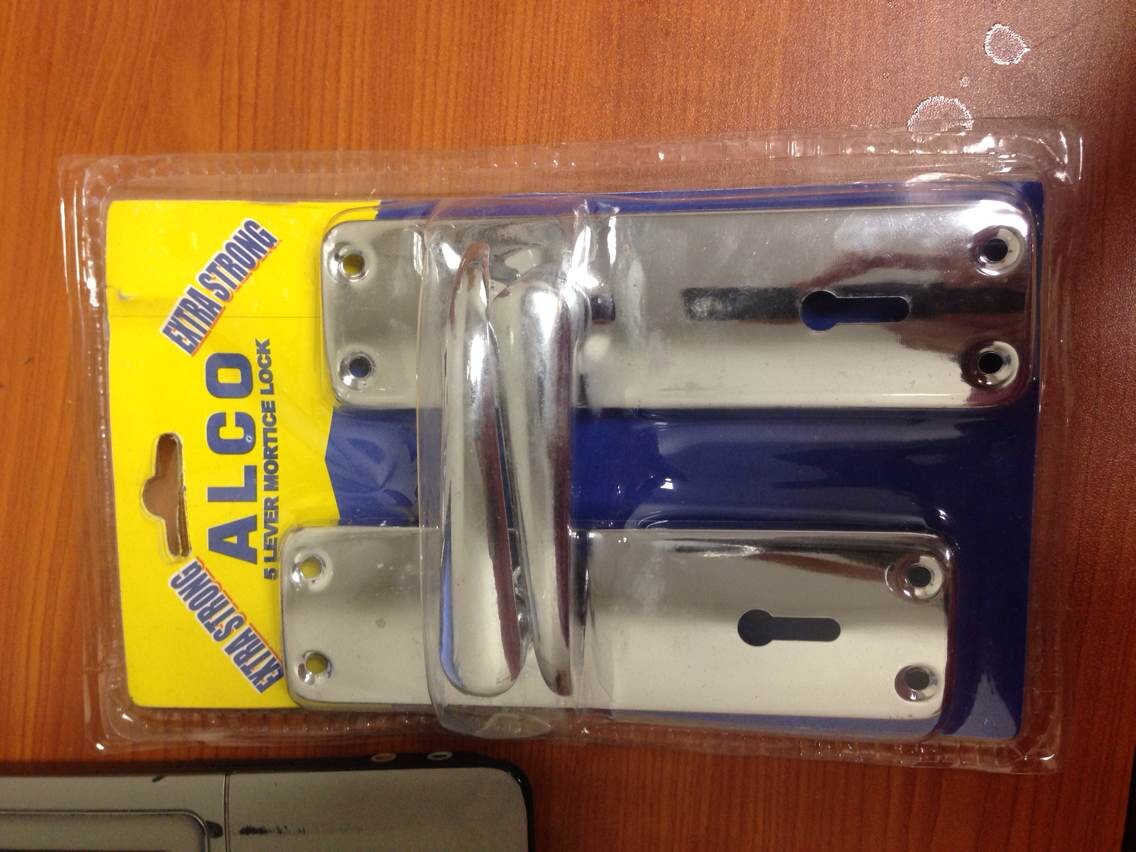 EXTRA STRONG
EXTRA STRONG
ALCO
5 LEVER MORTICE LOCK